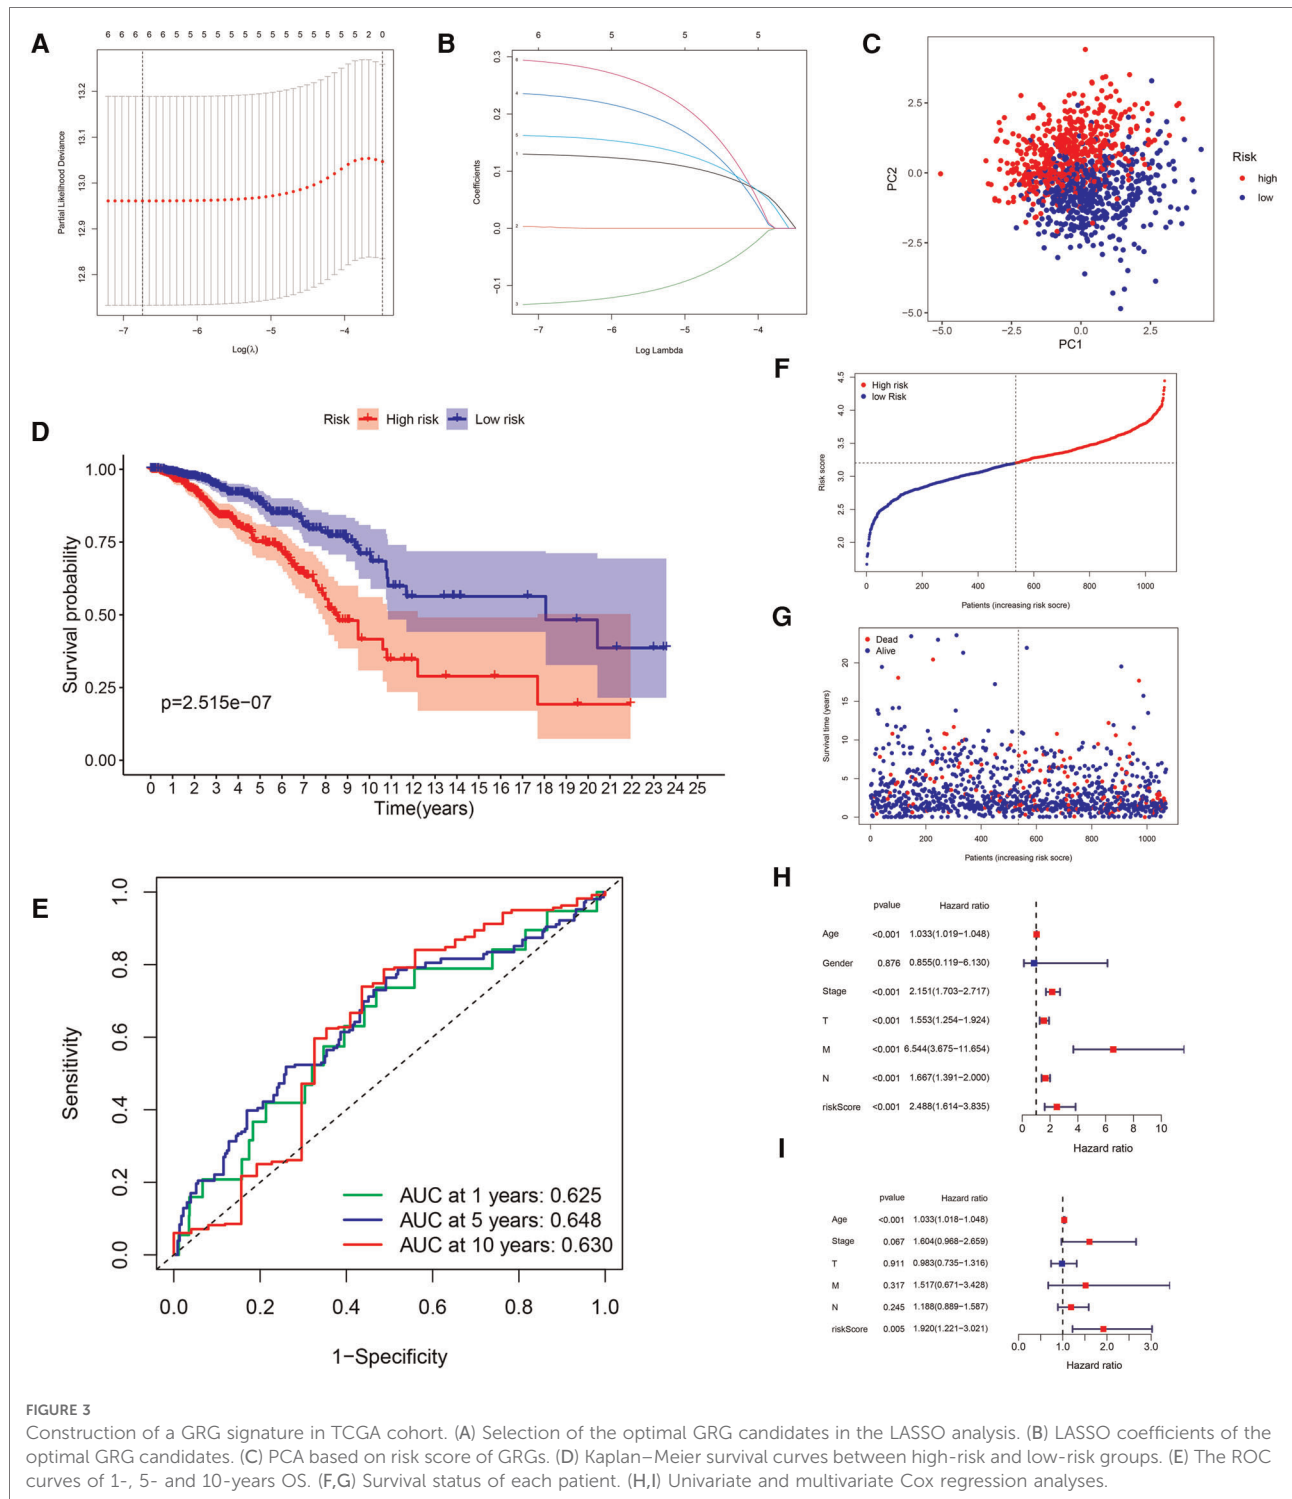 A
6 6 6 6 5 5 5 5 5 5 5 5 5 5 5 5 5 5 2 0
Partial Likelihood Deviance
13.2
13.1
13.0
12.9
12.8
−7 −6 −5 −4
Log(λ)
B
6 5 5 5
Coefficients
0.3
0.2
0.1
0.0
−0.1
−7 −6 −5 −4
Log Lambda
C
PC2
2.5
0.0
−2.5
−5.0
−5.0 −2.5 0.0 2.5
PC1
Risk
high
low
D
Risk High risk Low risk
Survival probability
1.00
0.75
0.50
0.25
0.00
p=2.515e−07
0 1 2 3 4 5 6 7 8 9 10 11 12 13 14 15 16 17 18 19 20 21 22 23 24 25
Time(years)
F
High risk
low Risk
Risk score
4.5
4.0
3.5
3.0
2.5
2.0
0 200 400 600 800 1000
Patients (increasing risk socre)
G
Dead
Alive
Survival time (years)
20
15
10
5
0
0 200 400 600 800 1000
Patients (increasing risk socre)
E
Sensitivity
1.0
0.8
0.6
0.4
0.2
0.0
AUC at 1 years: 0.625
AUC at 5 years: 0.648
AUC at 10 years: 0.630
0.0 0.2 0.4 0.6 0.8 1.0
1−Specificity
H
pvalue Hazard ratio
Age <0.001 1.033(1.019−1.048)
Gender 0.876 0.855(0.119−6.130)
Stage <0.001 2.151(1.703−2.717)
T <0.001 1.553(1.254−1.924)
M <0.001 6.544(3.675−11.654)
N <0.001 1.667(1.391−2.000)
riskScore <0.001 2.488(1.614−3.835)
0 2 4 6 8 10
Hazard ratio
I
pvalue Hazard ratio
Age <0.001 1.033(1.018−1.048)
Stage 0.067 1.604(0.968−2.659)
T 0.911 0.983(0.735−1.316)
M 0.317 1.517(0.671−3.428)
N 0.245 1.188(0.889−1.587)
riskScore 0.005 1.920(1.221−3.021)
0.0 1.0 2.0 3.0
Hazard ratio
FIGURE 3
Construction of a GRG signature in TCGA cohort. (A) Selection of the optimal GRG candidates in the LASSO analysis. (B) LASSO coefficients of the
optimal GRG candidates. (C) PCA based on risk score of GRGs. (D) Kaplan–Meier survival curves between high-risk and low-risk groups. (E) The ROC
curves of 1-, 5- and 10-years OS. (F,G) Survival status of each patient. (H,I) Univariate and multivariate Cox regression analyses.